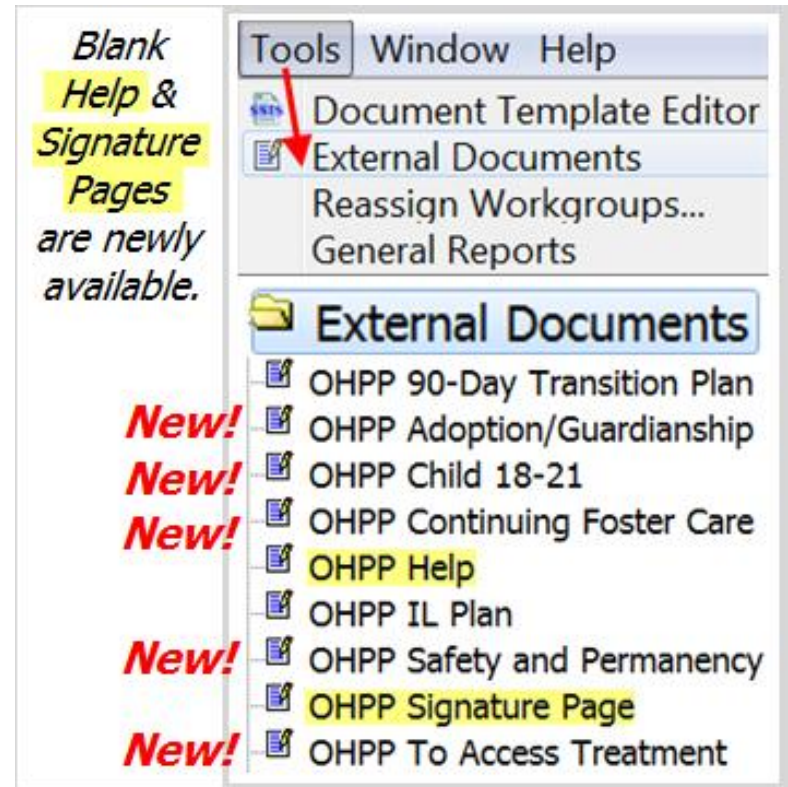 Blank
Help &
Signature
Pages
are newly
available.
Tools Window Help
SSIS
Document Template Editor
External Documents
Reassign Workgroups...
General Reports
External Documents
OHPP 90-Day Transition Plan
New! OHPP Adoption/Guardianship
New! OHPP Child 18-21
New! OHPP Continuing Foster Care
OHPP Help
OHPP IL Plan
New! OHPP Safety and Permanency
OHPP Signature Page
New! OHPP To Access Treatment